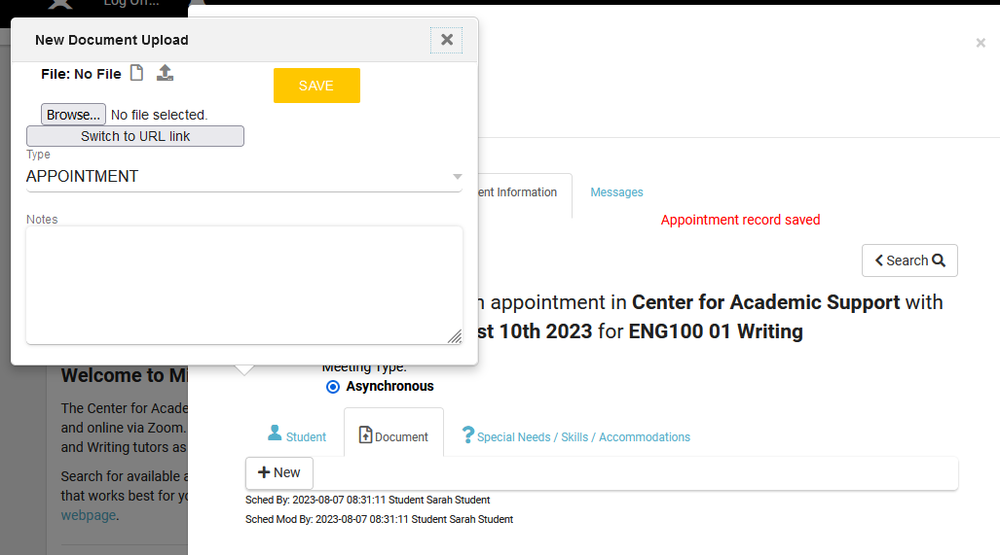 Log Off...
New Document Upload
File: No File
SAVE
Browse... No file selected.
Switch to URL link
Type
APPOINTMENT
Notes
ent Information
Messages
Appointment record saved
Search
appointment in Center for Academic Support with
st 10th 2023 for ENG100 01 Writing
Meeting Type:
Asynchronous
Student
Document
Special Needs / Skills / Accommodations
New
Sched By: 2023-08-07 08:31:11 Student Sarah Student
Sched Mod By: 2023-08-07 08:31:11 Student Sarah Student
Welcome to Mi
The Center for Acade
and online via Zoom.
and Writing tutors as
Search for available a
that works best for yo
webpage.